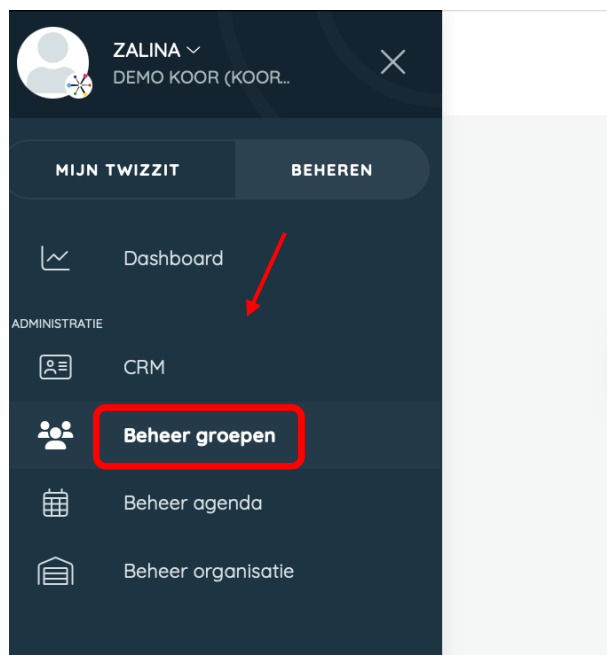 ZALINA
DEMO KOOR (KOOR...
MIJN TWIZZIT
BEHEREN
Dashboard
ADMINISTRATIE
CRM
Beheer groepen
Beheer agenda
Beheer organisatie